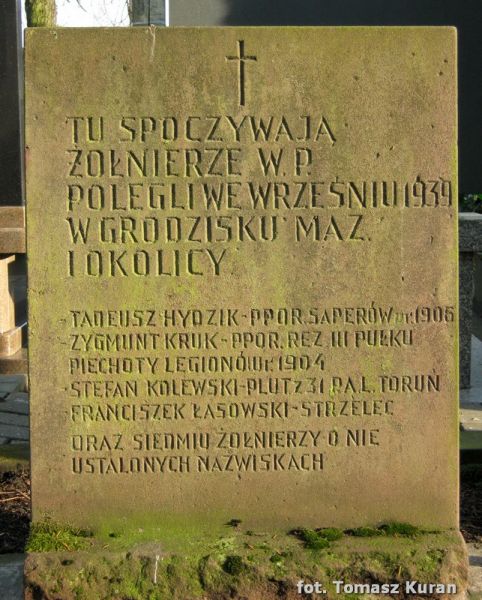 TU SPOCZYWAJĄ
ŻOŁNIERZE W.P.
POLEGLI WE WRZEŚNIU 1939
W GRODZISKU MAZ.
I OKOLICY
- TADEUSZ HYDZIK - PPOR. SAPERÓW ur. 1906
- ZYGMUNT KRUK - PPOR. REZ III PUŁKU
PIECHOTY LEGIONÓW ur. 1904
- STEFAN KOLEWSKI - PLUT z 31 P.A.L. TORUŃ
- FRANCISZEK ŁASOWSKI - STRZELEC
ORAZ SIEDMIU ŻOŁNIERZY O NIE
USTALONYCH NAZWISKACH
fot. Tomasz Kuran